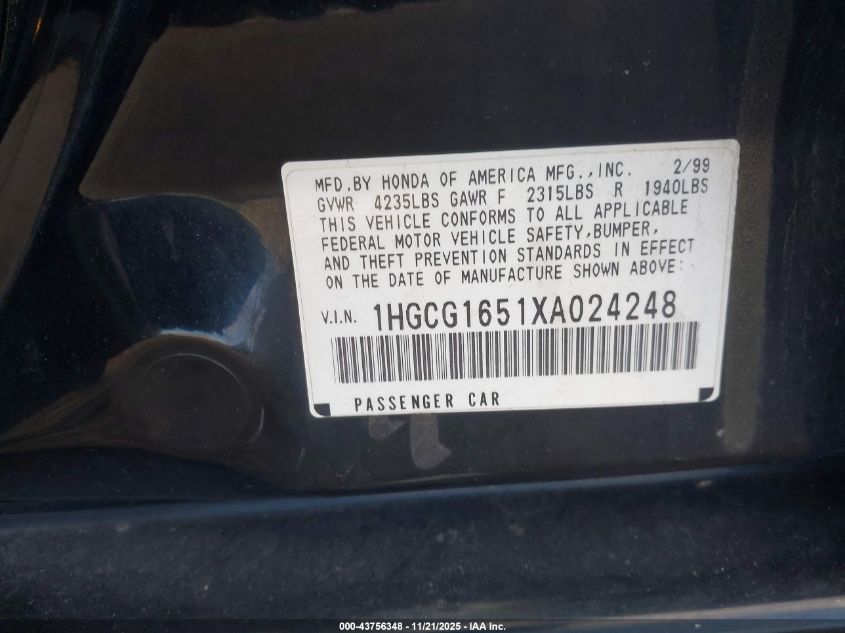 MFD.BY HONDA OF AMERICA MFG.,INC. 2/99
GVWR 4235LBS GAWR F 2315LBS R 1940LBS
THIS VEHICLE CONFORMS TO ALL APPLICABLE
FEDERAL MOTOR VEHICLE SAFETY,BUMPER,
AND THEFT PREVENTION STANDARDS IN EFFECT
ON THE DATE OF MANUFACTURE SHOWN ABOVE:
V.I.N. 1HGCG1651XA024248
PASSENGER CAR
000-43756348 - 11/21/2025 - IAA Inc.